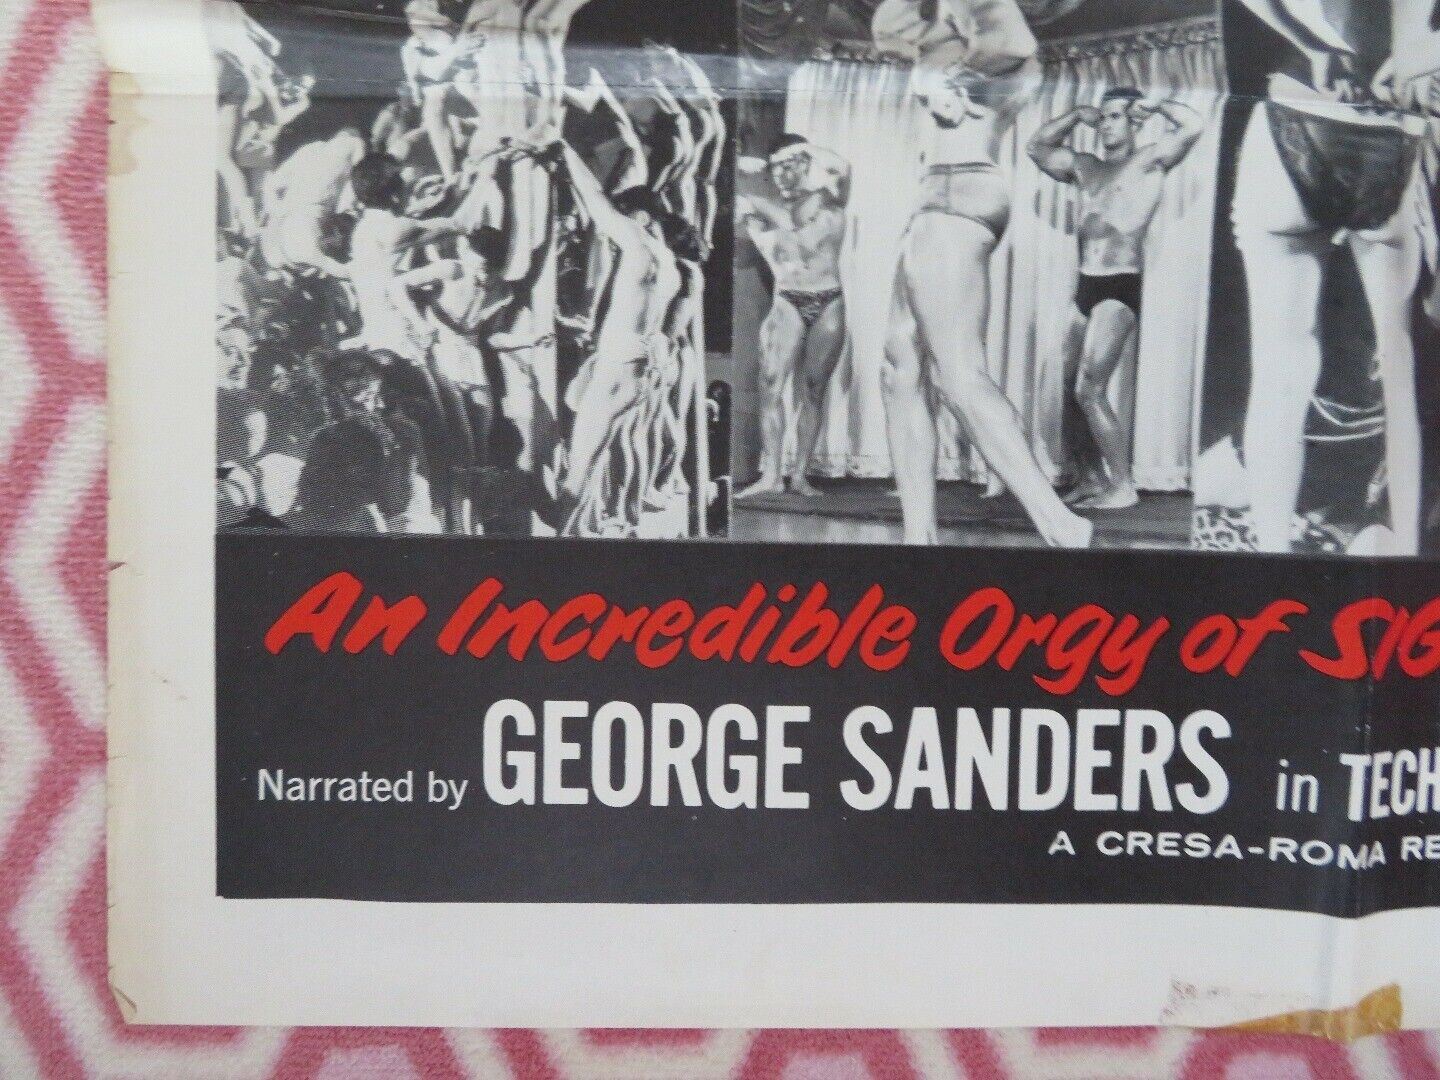 An Incredible Orgy of SIG
Narrated by GEORGE SANDERS in TECH
A CRESA-ROMA RE